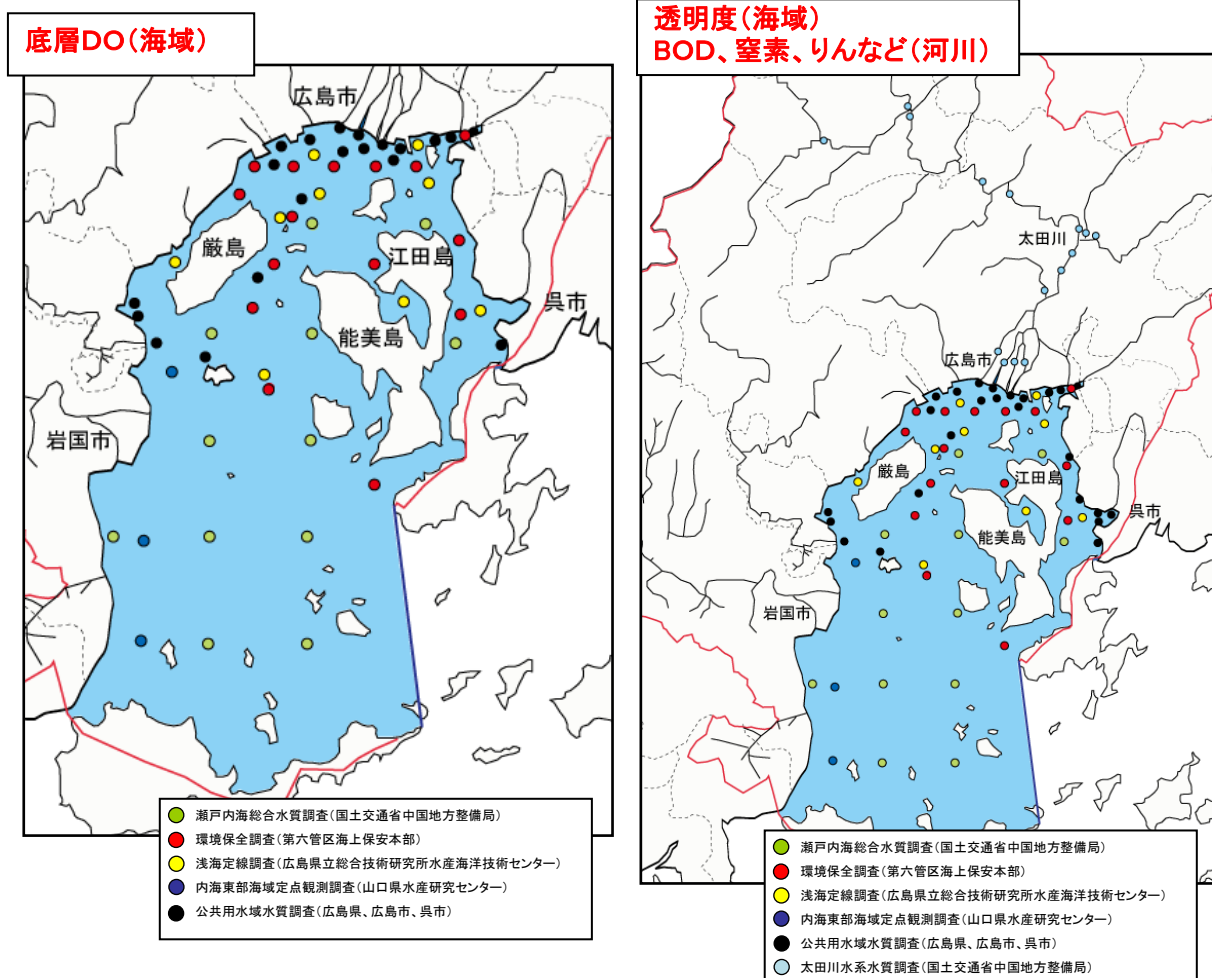 底層DO(海域)
広島市
厳島
江田島
呉市
能美島
岩国市
瀬戸内海総合水質調査(国土交通省中国地方整備局)
環境保全調査(第六管区海上保安本部)
浅海定線調査(広島県立総合技術研究所水産海洋技術センター)
内海東部海域定点観測調査(山口県水産研究センター)
公共用水域水質調査(広島県、広島市、呉市)
透明度(海域)
BOD、窒素、りんなど(河川)
太田川
広島市
厳島
江田島
呉市
能美島
岩国市
瀬戸内海総合水質調査(国土交通省中国地方整備局)
環境保全調査(第六管区海上保安本部)
浅海定線調査(広島県立総合技術研究所水産海洋技術センター)
内海東部海域定点観測調査(山口県水産研究センター)
公共用水域水質調査(広島県、広島市、呉市)
太田川水系水質調査(国土交通省中国地方整備局)